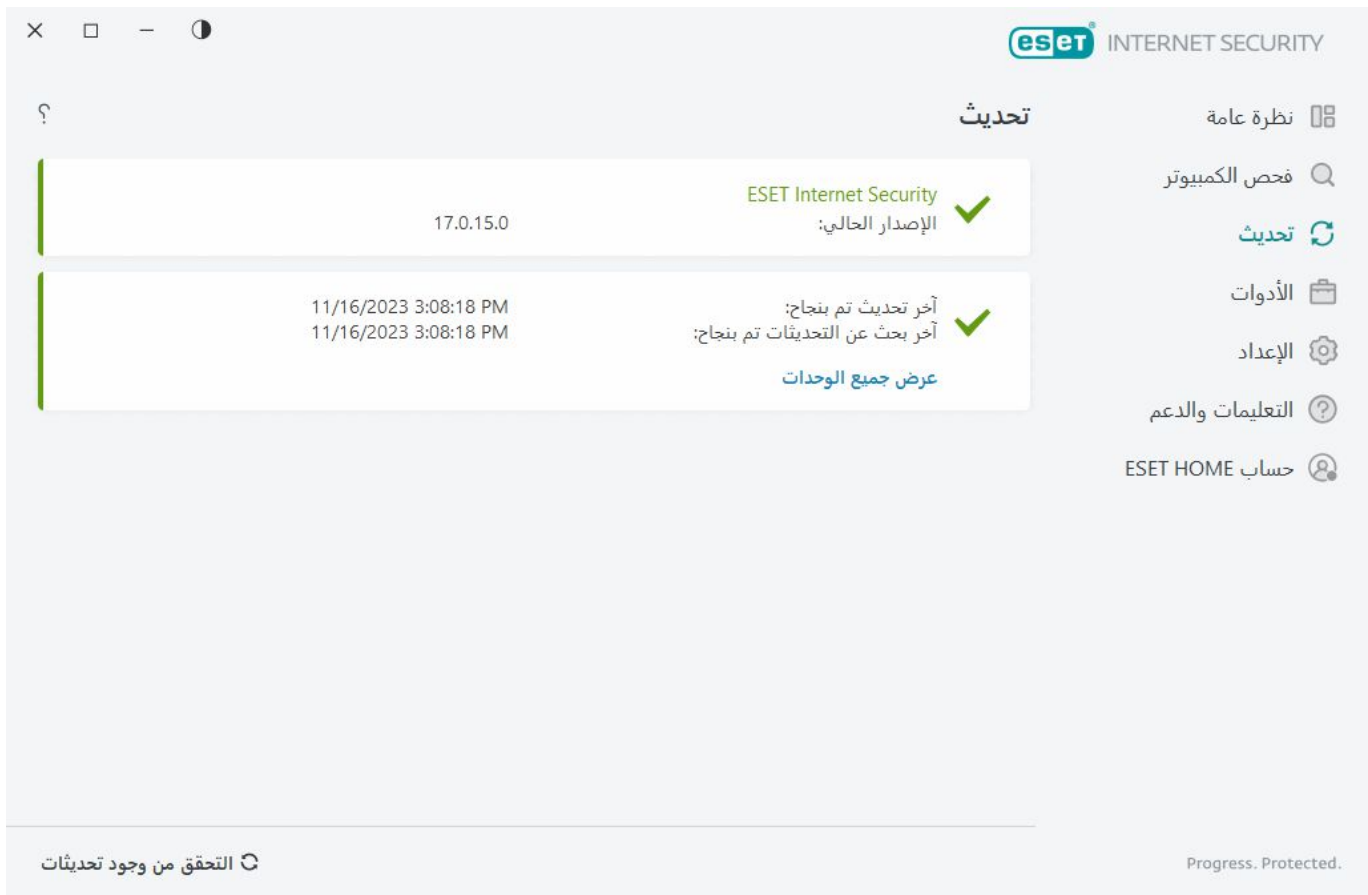 eset® INTERNET SECURITY
نظرة عامة
فحص الكمبيوتر
تحديث
الأدوات
الإعداد
التعليمات والدعم
حساب ESET HOME
Progress. Protected.
تحديث
؟
ESET Internet Security
الإصدار الحالي: 17.0.15.0
آخر تحديث تم بنجاح: 11/16/2023 3:08:18 PM
آخر بحث عن التحديثات تم بنجاح: 11/16/2023 3:08:18 PM
عرض جميع الوحدات
التحقق من وجود تحديثات